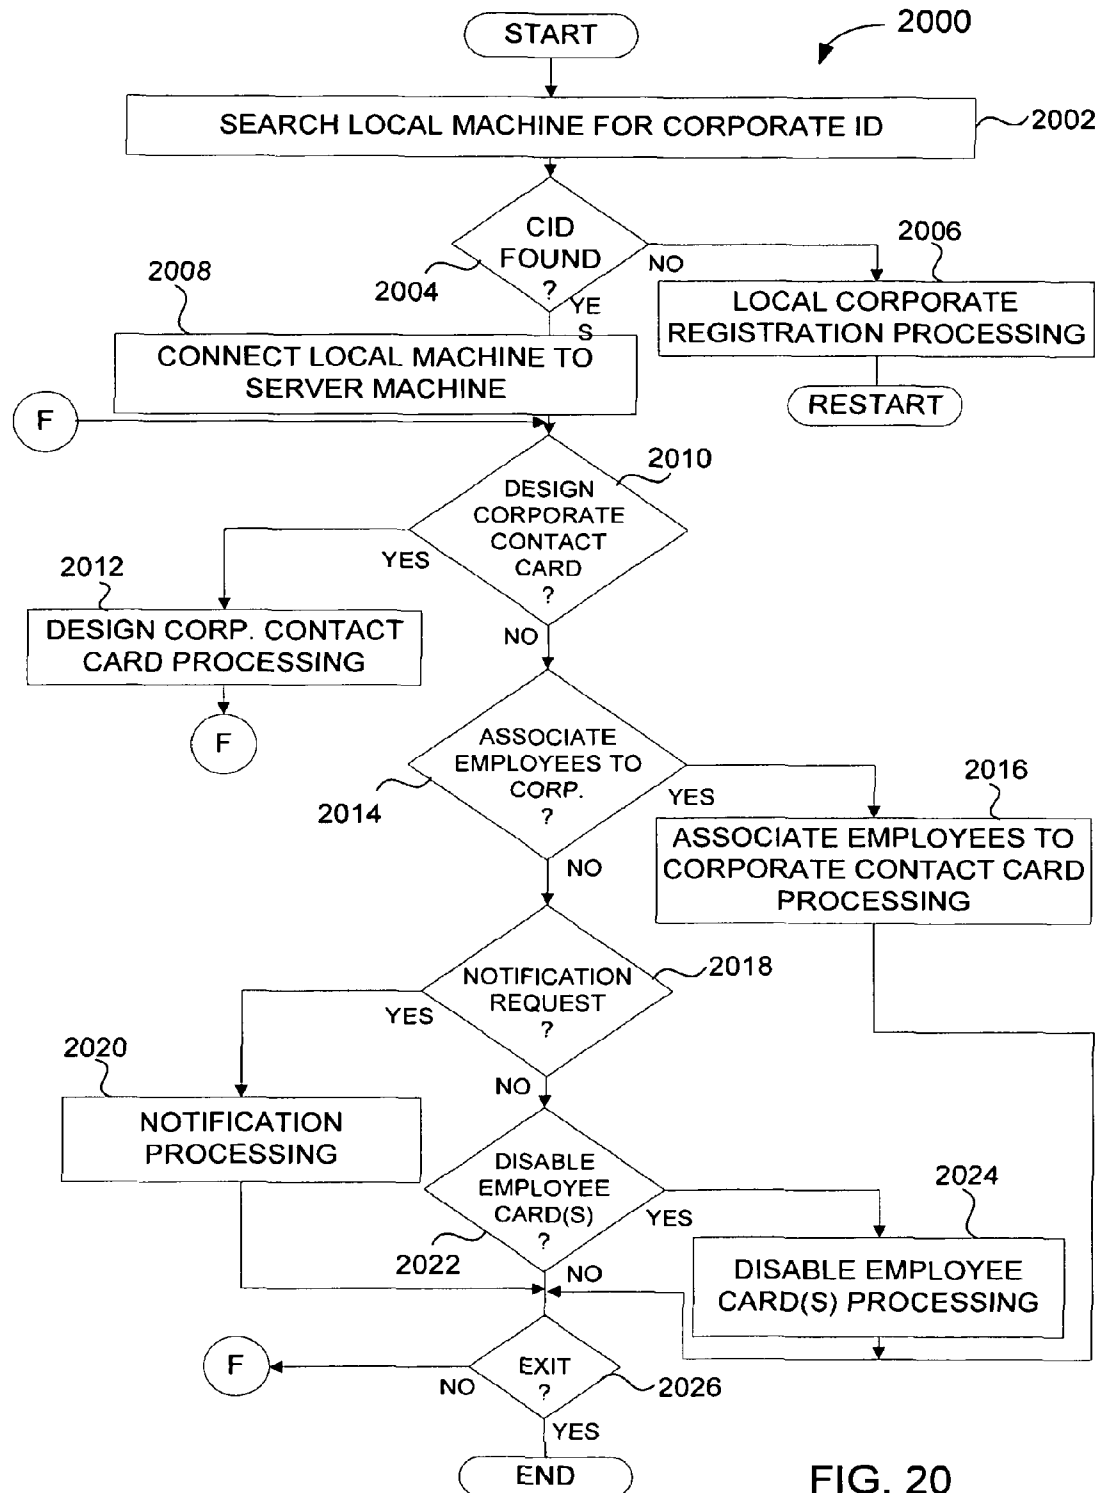 START
2000
SEARCH LOCAL MACHINE FOR CORPORATE ID
2002
CID
FOUND
?
2004
NO
2006
YE
S
LOCAL CORPORATE
REGISTRATION PROCESSING
RESTART
2008
CONNECT LOCAL MACHINE TO
SERVER MACHINE
F
2010
DESIGN
CORPORATE
CONTACT
CARD
?
YES
NO
2012
DESIGN CORP. CONTACT
CARD PROCESSING
F
ASSOCIATE
EMPLOYEES TO
CORP.
?
2014
YES
NO
2016
ASSOCIATE EMPLOYEES TO
CORPORATE CONTACT CARD
PROCESSING
NOTIFICATION
REQUEST
?
2018
YES
NO
2020
NOTIFICATION
PROCESSING
DISABLE
EMPLOYEE
CARD(S)
?
2022
YES
NO
2024
DISABLE EMPLOYEE
CARD(S) PROCESSING
F
NO
EXIT
?
2026
YES
END
FIG. 20